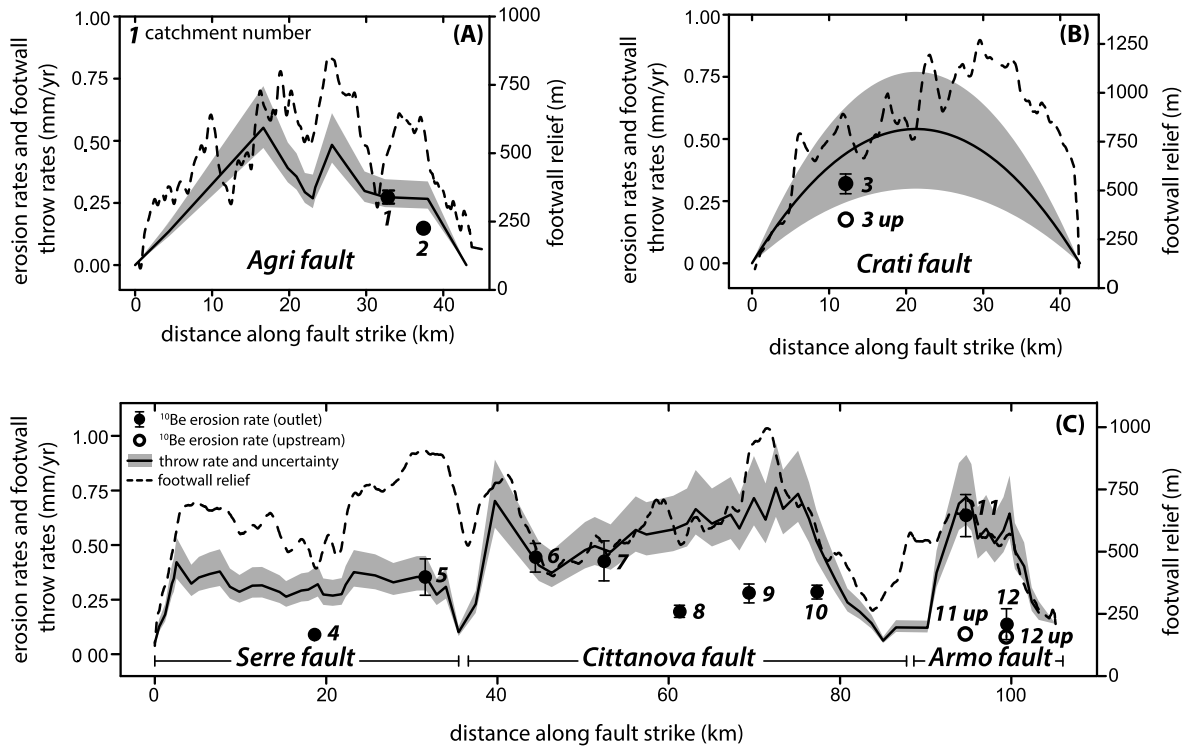 1 catchment number
(A)
1.00
0.75
0.50
0.25
0.00
erosion rates and footwall
throw rates (mm/yr)
1000
750
500
250
0
footwall relief (m)
1
2
Agri fault
0 10 20 30 40
distance along fault strike (km)
(B)
1.00
0.75
0.50
0.25
0.00
erosion rates and footwall
throw rates (mm/yr)
1250
1000
750
500
250
0
footwall relief (m)
3
3 up
Crati fault
0 10 20 30 40
distance along fault strike (km)
(C)
10Be erosion rate (outlet)
10Be erosion rate (upstream)
throw rate and uncertainty
footwall relief
1.00
0.75
0.50
0.25
0 00
erosion rates and footwall
throw rates (mm/yr)
1000
750
500
250
0
footwall relief (m)
11
6
7
5
9
8
10
12
11 up
4
12 up
Serre fault
Cittanova fault
Armo fault
0 20 40 60 80 100
distance along fault strike (km)